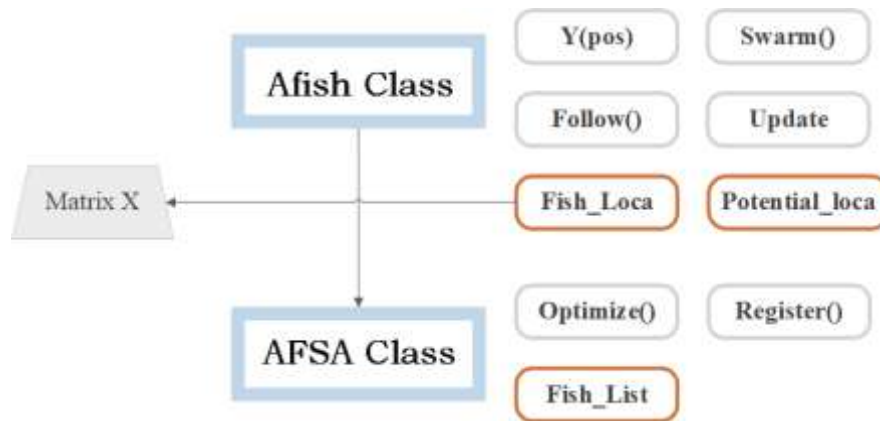 Y(pos)
Swarm()
Afish Class
Follow()
Update
Matrix X
Fish_Loca
Potential_loca
Optimize()
Register()
AFSA Class
Fish_List